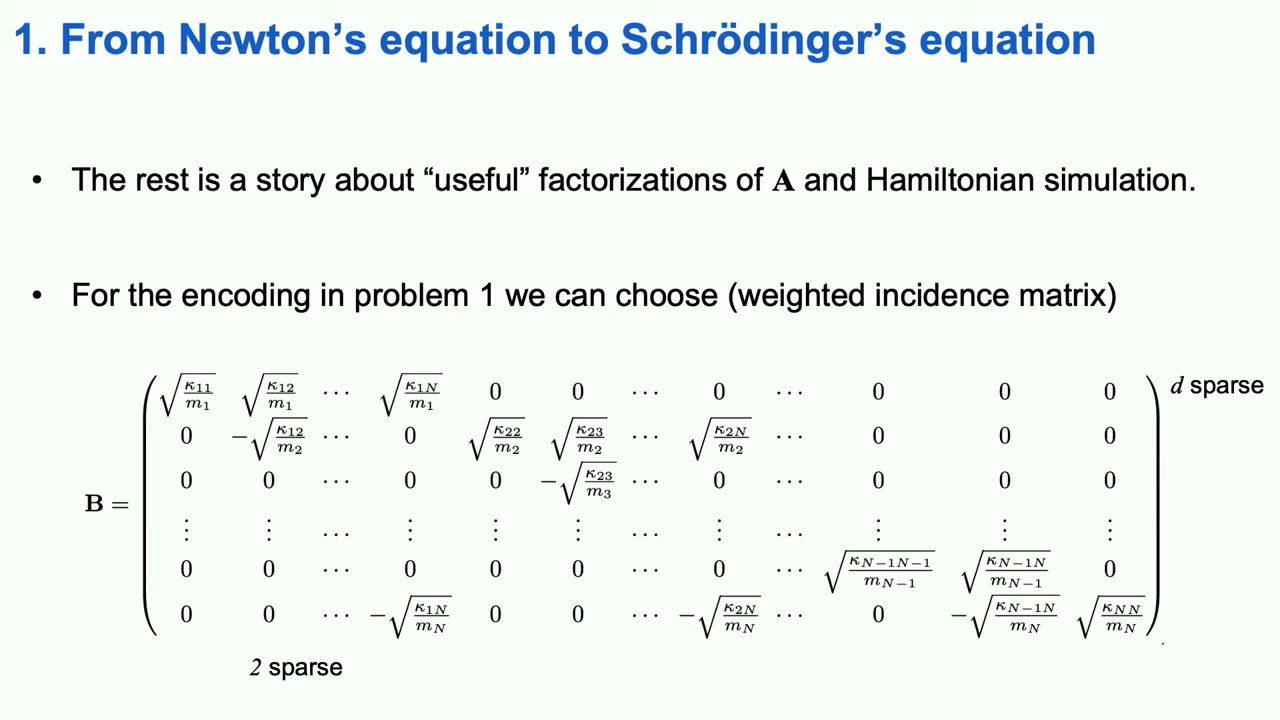 1. From Newton’s equation to Schrödinger’s equation
• The rest is a story about “useful” factorizations of A and Hamiltonian simulation.
• For the encoding in problem 1 we can choose (weighted incidence matrix)
√(κ₁₁/m₁) √(κ₁₂/m₁) ⋯ √(κ₁N/m₁) 0 0 ⋯ 0 ⋯ 0 0 0 d sparse
0 −√(κ₁₂/m₂) ⋯ 0 √(κ₂₂/m₂) √(κ₂₃/m₂) ⋯ √(κ₂N/m₂) ⋯ 0 0 0
0 0 ⋯ 0 0 −√(κ₂₃/m₃) ⋯ 0 ⋯ 0 0 0
B =
⋮ ⋮ ⋯ ⋮ ⋮ ⋮ ⋯ ⋮ ⋯ ⋮ ⋮ ⋮
0 0 ⋯ 0 0 0 ⋯ 0 ⋯ √(κN−1N−1/mN−1) √(κN−1N/mN−1) 0
0 0 ⋯ −√(κ₁N/mN) 0 0 ⋯ −√(κ₂N/mN) ⋯ 0 −√(κN−1N/mN) √(κNN/mN)
2 sparse